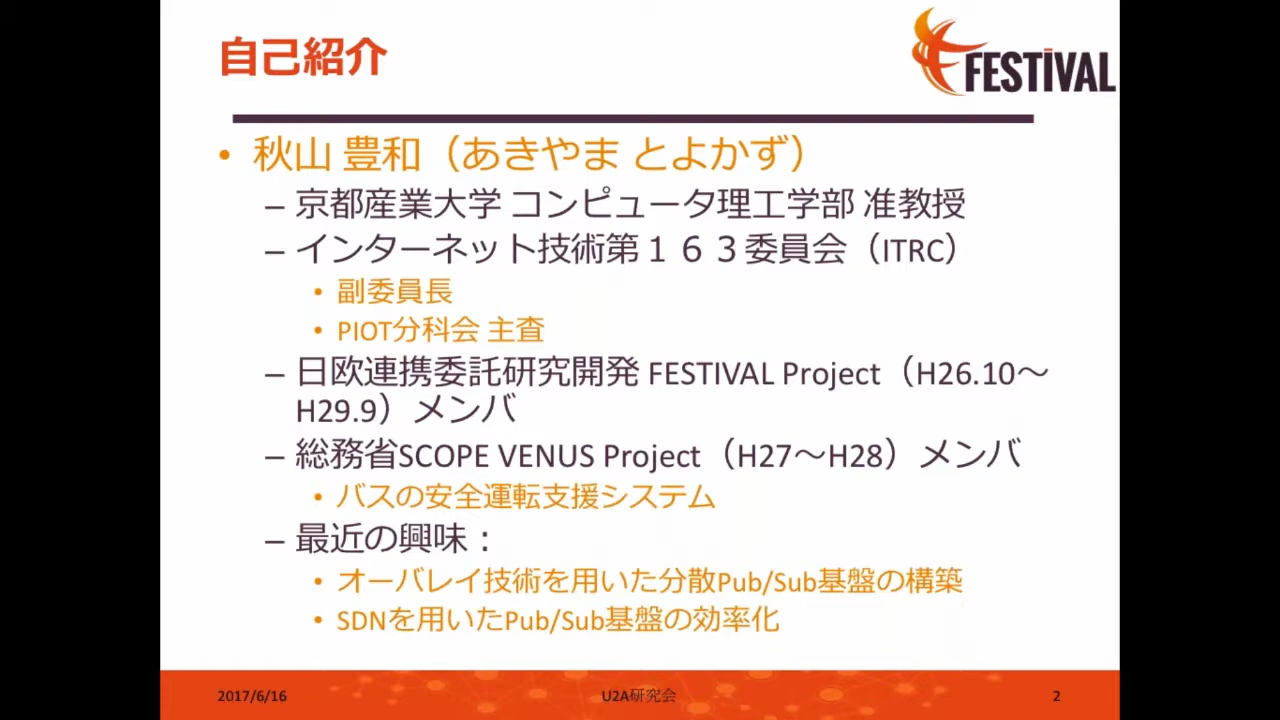 自己紹介
FESTIVAL
• 秋山 豊和（あきやま とよかず）
– 京都産業大学 コンピュータ理工学部 准教授
– インターネット技術第１６３委員会（ITRC）
• 副委員長
• PIOT分科会 主査
– 日欧連携委託研究開発 FESTIVAL Project（H26.10～
H29.9）メンバ
– 総務省SCOPE VENUS Project（H27～H28）メンバ
• バスの安全運転支援システム
– 最近の興味：
• オーバレイ技術を用いた分散Pub/Sub基盤の構築
• SDNを用いたPub/Sub基盤の効率化
2017/6/16
U2A研究会
2